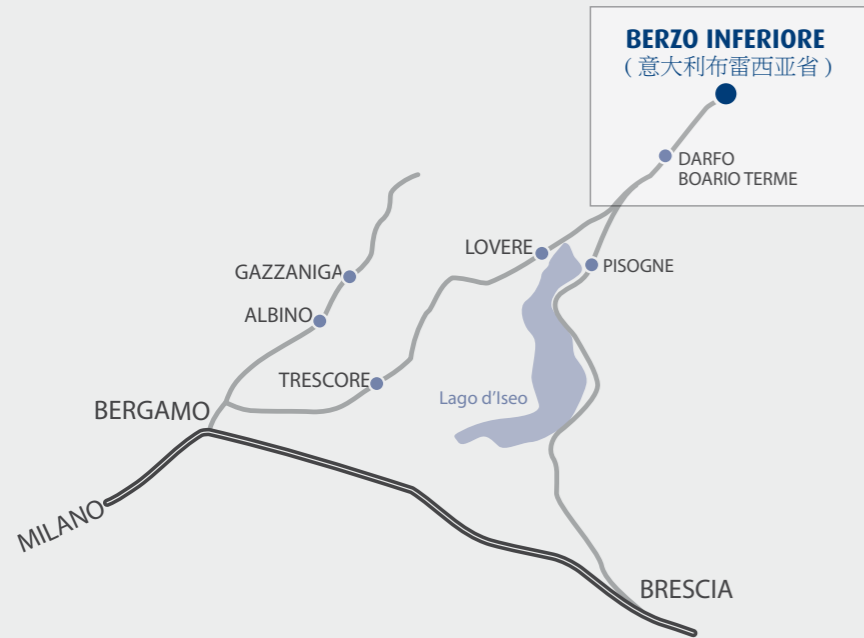 BERZO INFERIORE
( 意大利布雷西亚省 )
DARFO
BOARIO TERME
LOVERE
PISOGNE
GAZZANIGA
ALBINO
TRESCORE
Lago d’Iseo
BERGAMO
MILANO
BRESCIA